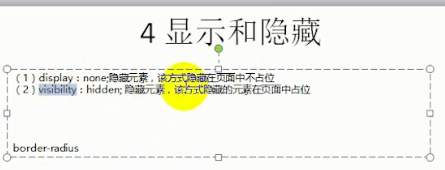 4 显示和隐藏
（1）display：none;隐藏元素，该方式隐藏在页面中不占位
（2）visibility：hidden; 隐藏元素，该方式隐藏的元素在页面中占位
border-radius